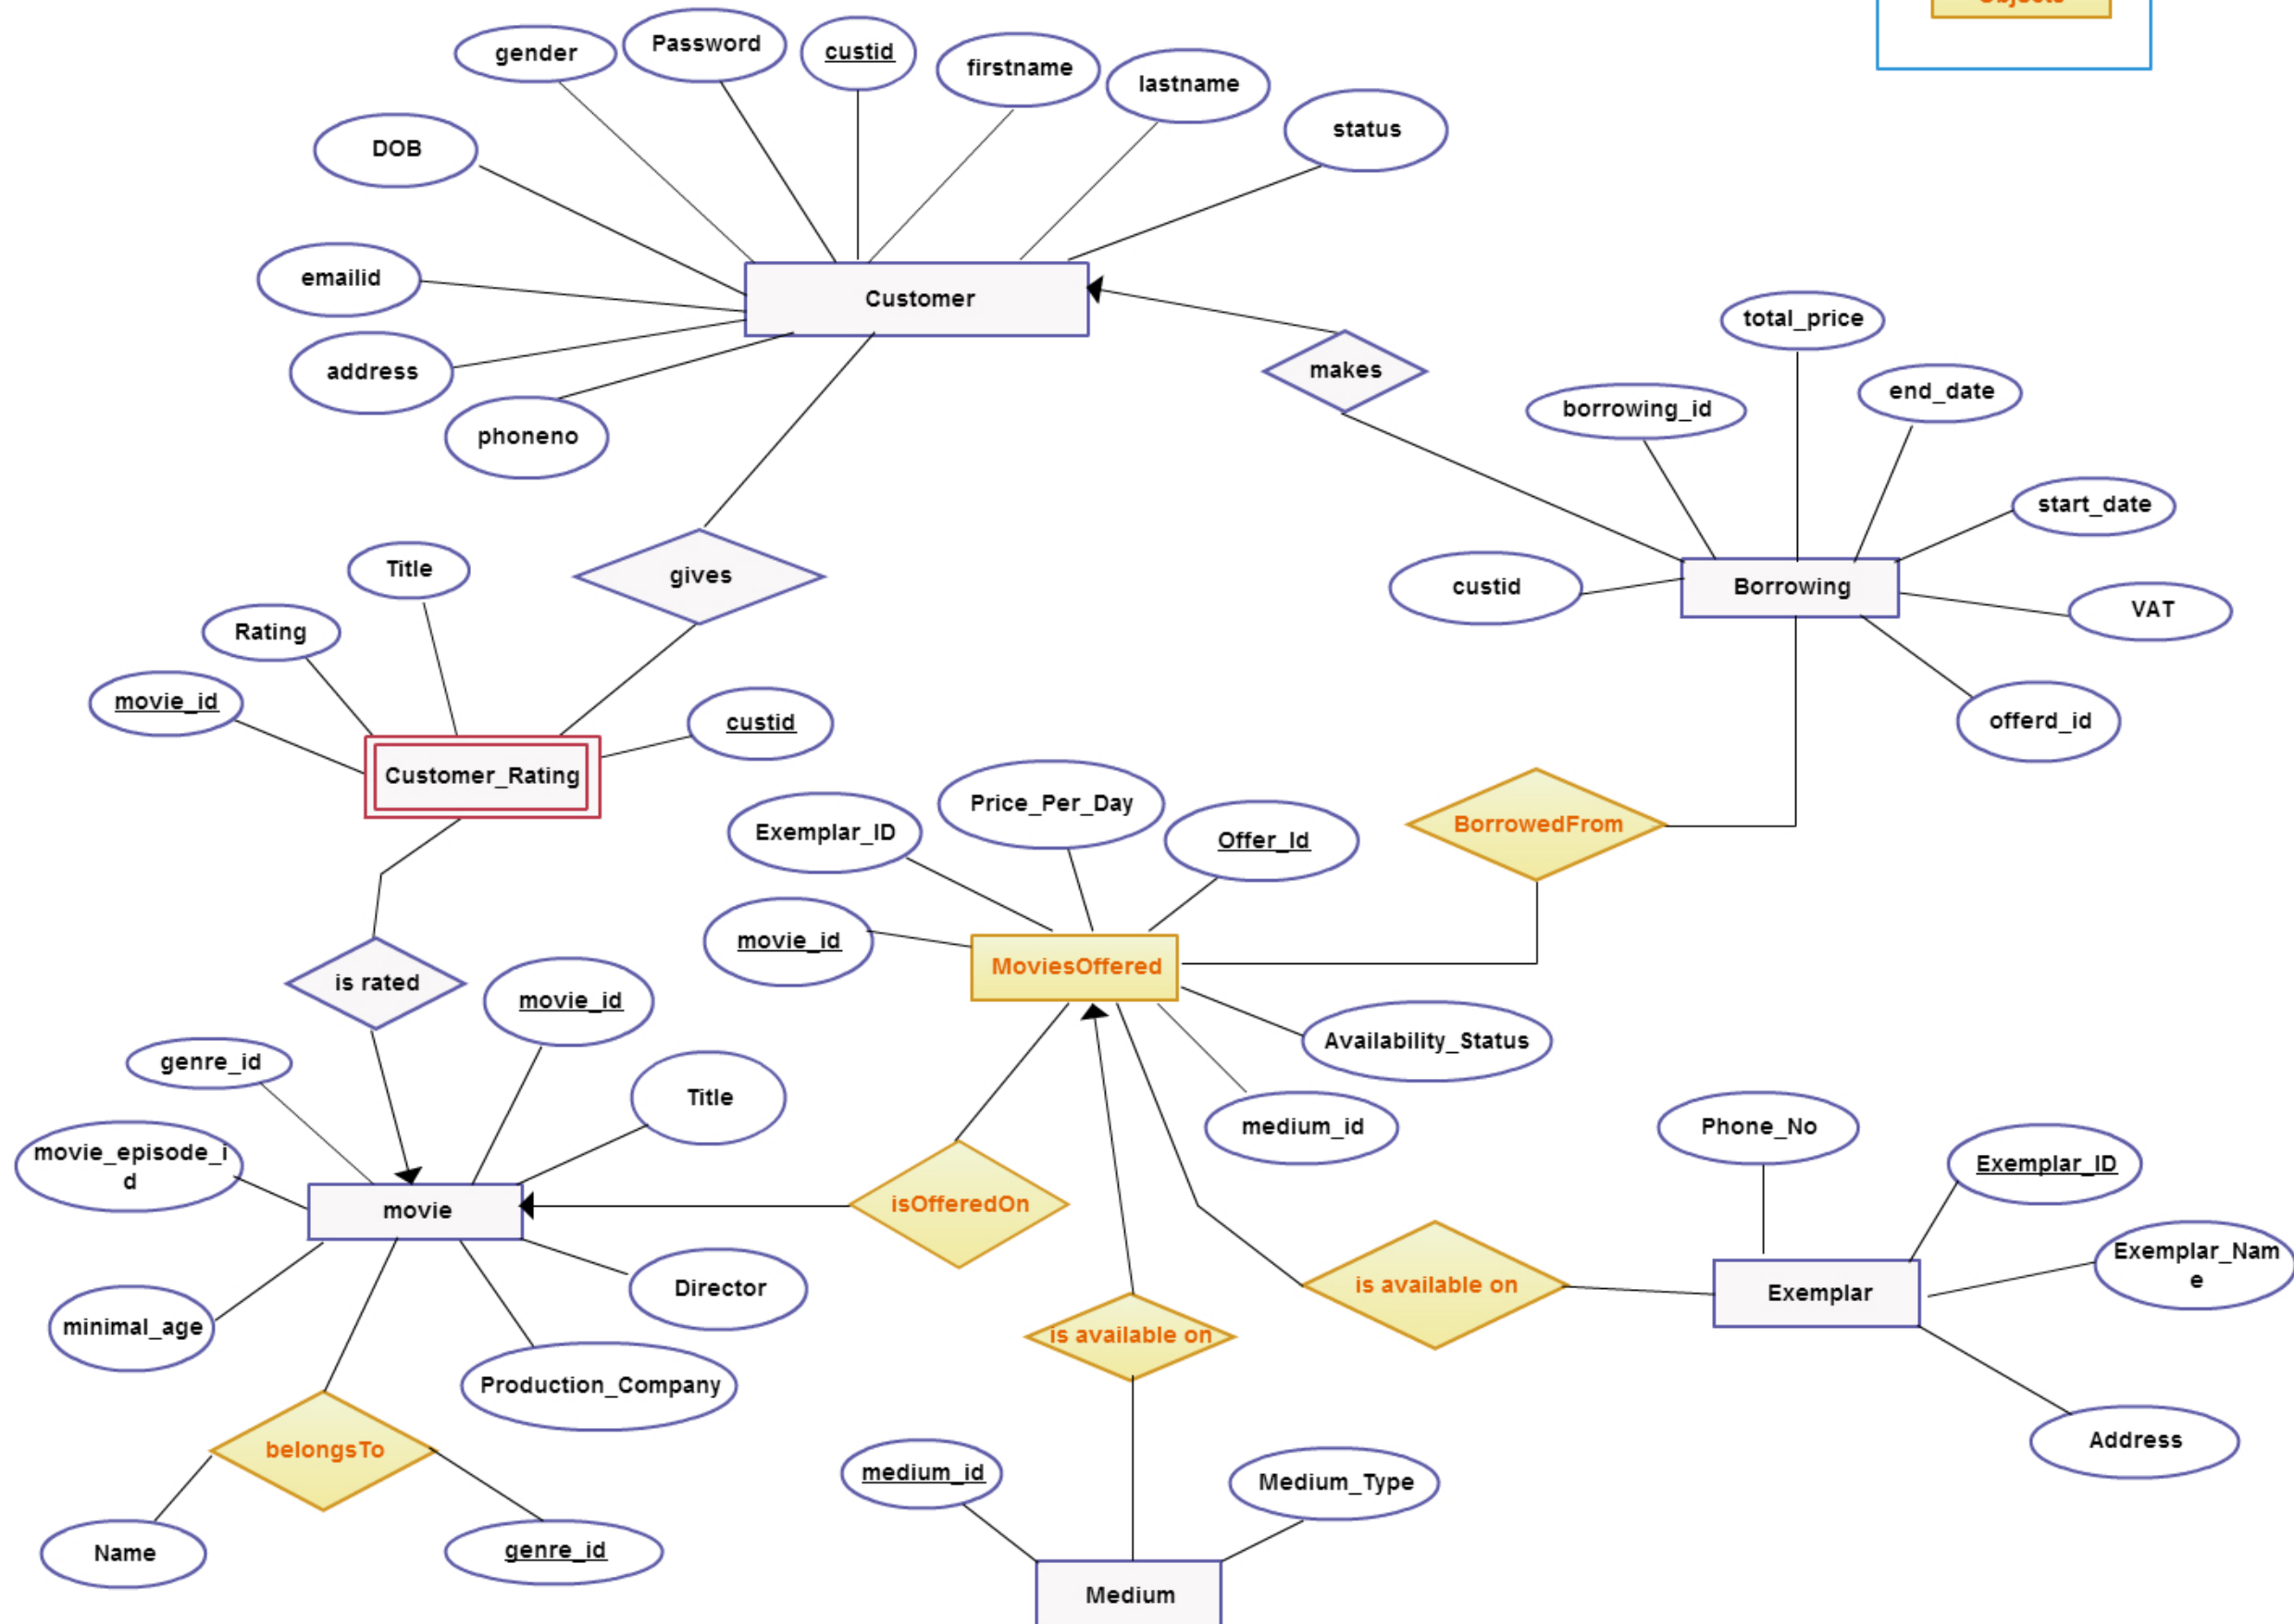 Password
gender
custid
firstname
lastname
status
DOB
emailid
Customer
address
makes
phoneno
total_price
borrowing_id
end_date
start_date
custid
Borrowing
VAT
offerd_id
Title
gives
Rating
movie_id
custid
Customer_Rating
Exemplar_ID
Price_Per_Day
Offer_Id
BorrowedFrom
movie_id
MoviesOffered
is rated
movie_id
Availability_Status
genre_id
Title
medium_id
Phone_No
Exemplar_ID
movie_episode_i
d
movie
isOfferedOn
Exemplar_Nam
e
Director
is available on
Exemplar
minimal_age
is available on
Production_Company
belongsTo
Address
medium_id
Medium_Type
Name
genre_id
Medium